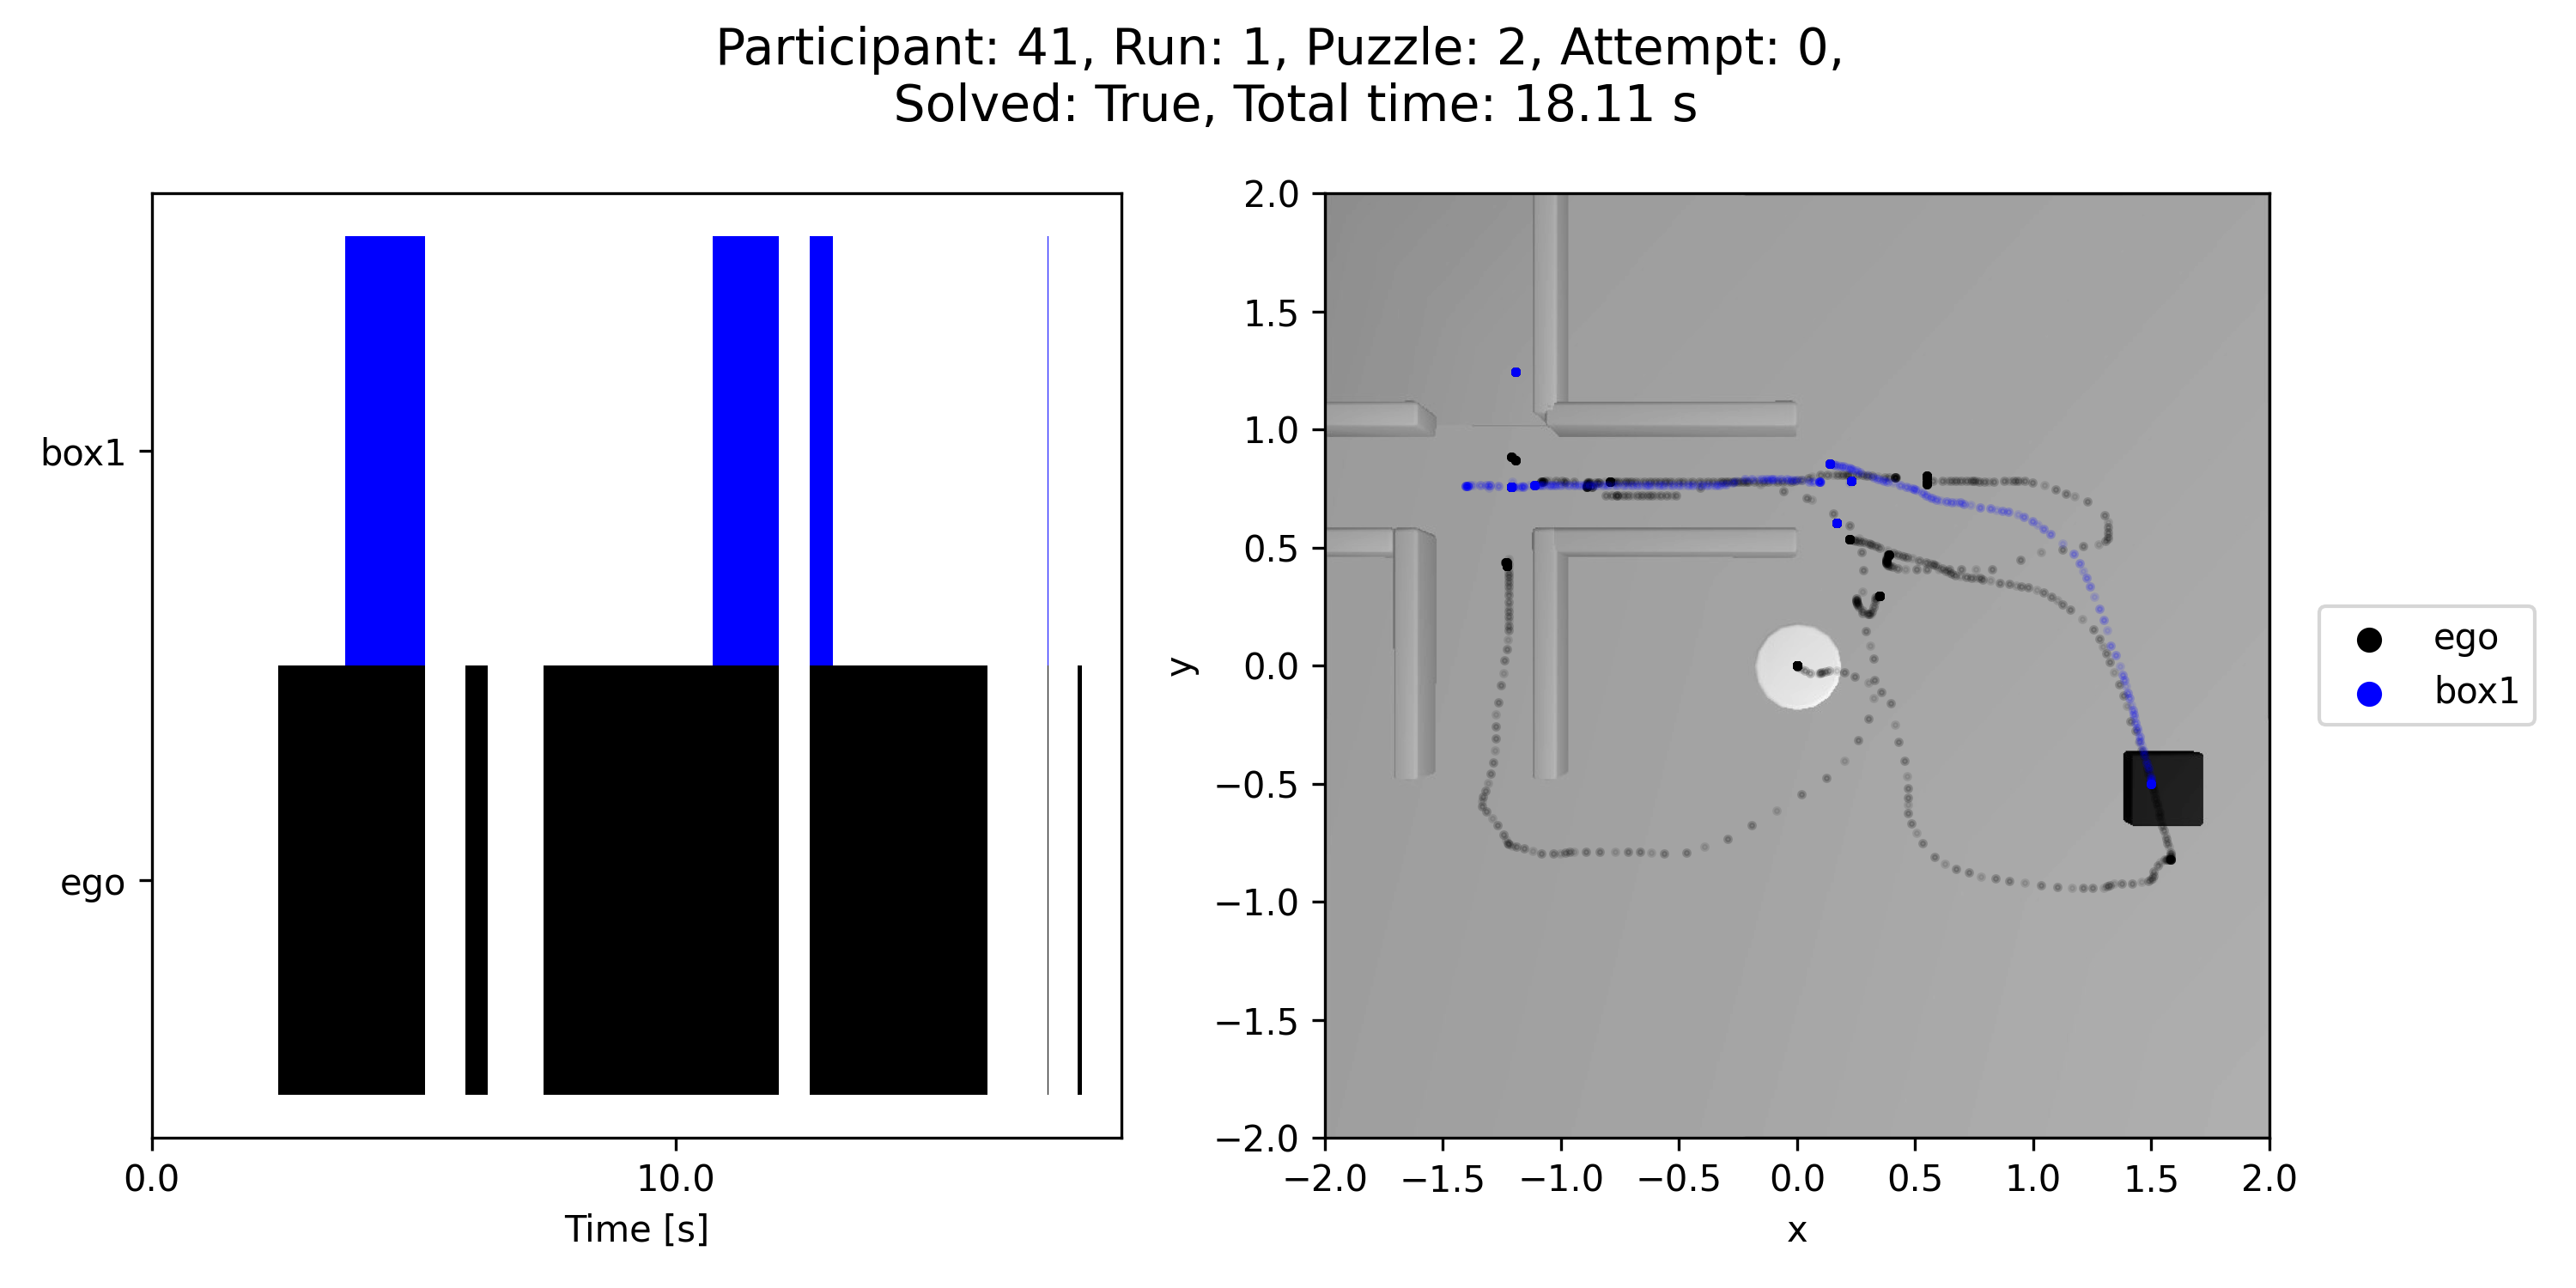 Participant: 41, Run: 1, Puzzle: 2, Attempt: 0,
Solved: True, Total time: 18.11 s
box1
ego
0.0
10.0
Time [s]
2.0
1.5
1.0
0.5
0.0
−0.5
−1.0
−1.5
−2.0
y
−2.0
−1.5
−1.0
−0.5
0.0
0.5
1.0
1.5
2.0
x
ego
box1